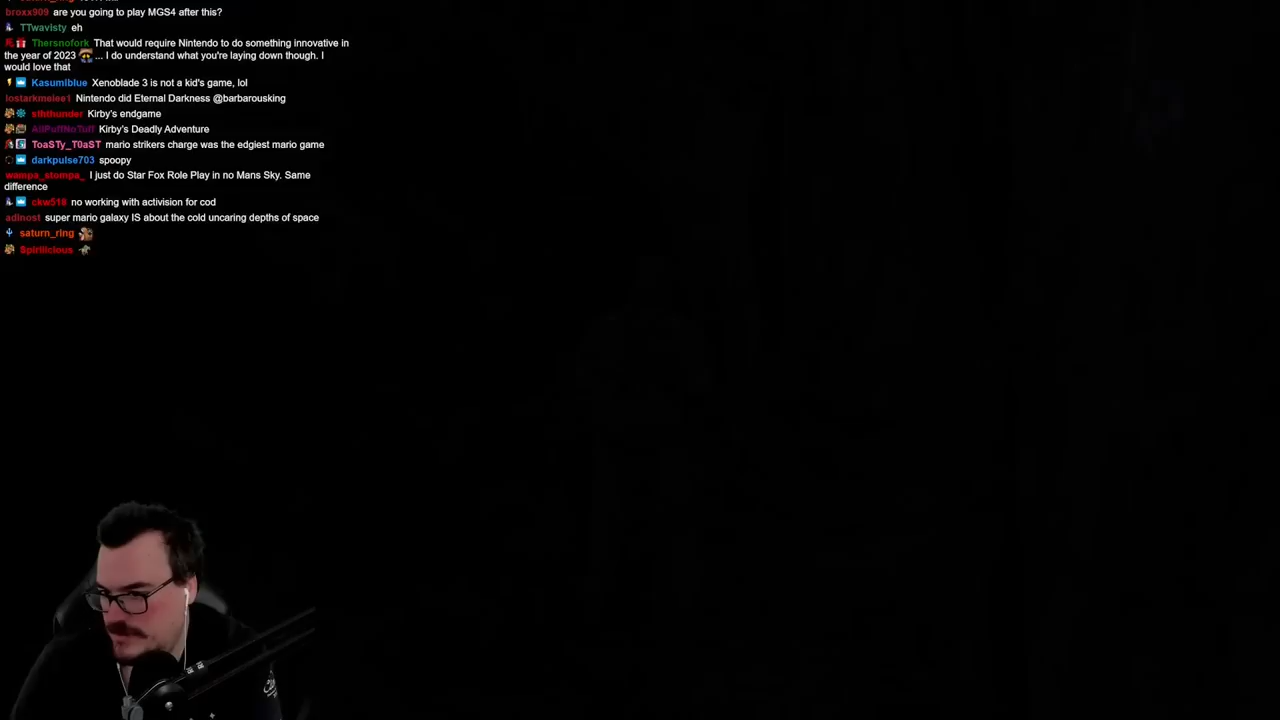 broxx909 are you going to play MGS4 after this?
TTwavisty eh
Thersnofork That would require Nintendo to do something innovative in
the year of 2023 ... I do understand what you're laying down though. I
would love that
Kasumiblue Xenoblade 3 is not a kid's game, lol
lostarkmelee1 Nintendo did Eternal Darkness @barbarousking
sththunder Kirby's endgame
AllPuffNoTuff Kirby's Deadly Adventure
ToaSTy_T0aST mario strikers charge was the edgiest mario game
darkpulse703 spoopy
wampa_stompa_ I just do Star Fox Role Play in no Mans Sky. Same
difference
ckw510 no working with activision for cod
adinost super mario galaxy IS about the cold uncaring depths of space
saturn_ring
Spirilicious